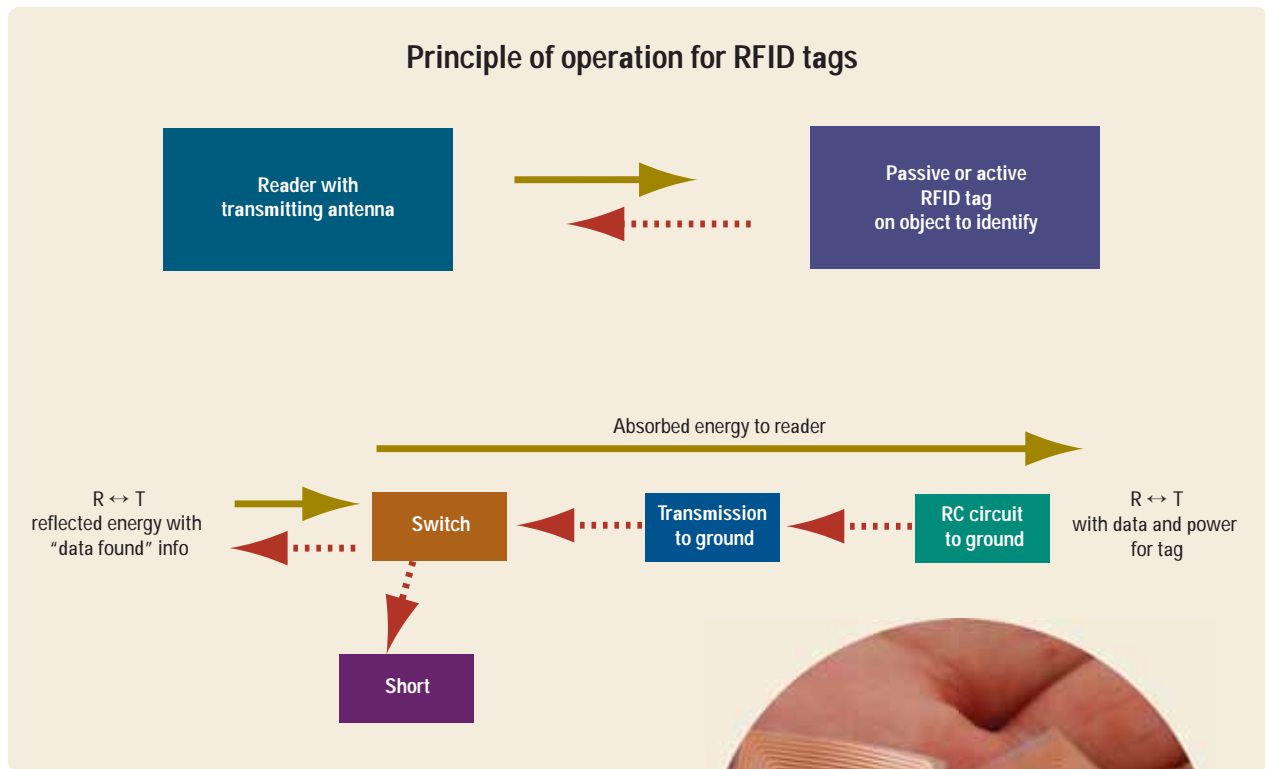 Principle of operation for RFID tags
Reader with
transmitting antenna
Passive or active
RFID tag
on object to identify
Absorbed energy to reader
R ↔ T
reflected energy with
“data found” info
Switch
Transmission
to ground
RC circuit
to ground
R ↔ T
with data and power
for tag
Short